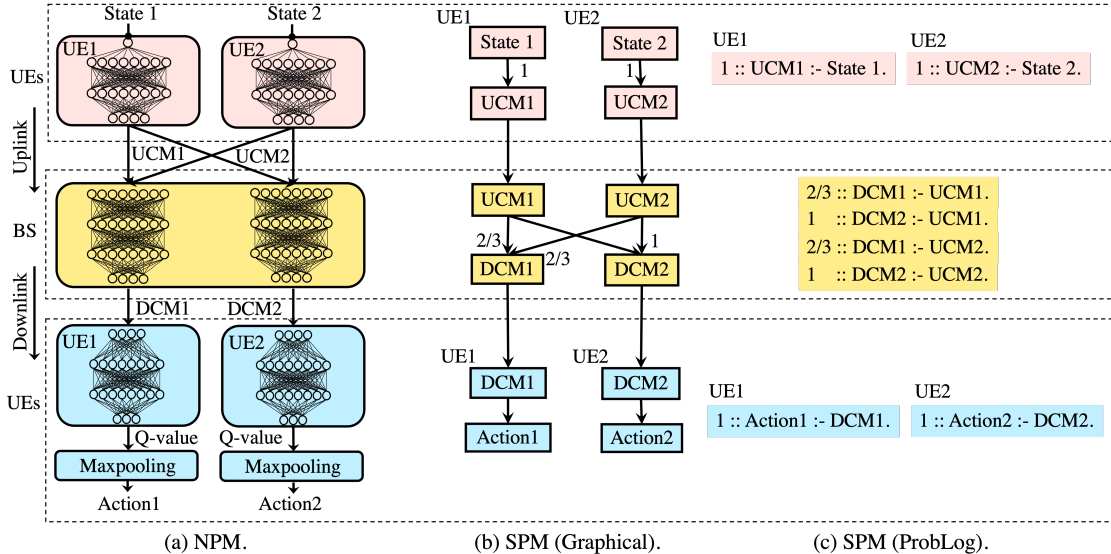 State 1
State 2
UE1
UE2
UEs
Uplink
UCM1
UCM2
BS
Downlink
DCM1
DCM2
UE1
UE2
UEs
Q-value
Q-value
Maxpooling
Maxpooling
Action1
Action2
(a) NPM.
UE1
UE2
State 1
State 2
1
1
UCM1
UCM2
UCM1
UCM2
2/3
2/3
1
DCM1
DCM2
UE1
UE2
DCM1
DCM2
Action1
Action2
(b) SPM (Graphical).
UE1
UE2
1 :: UCM1 :- State 1.
1 :: UCM2 :- State 2.
2/3 :: DCM1 :- UCM1.
1 :: DCM2 :- UCM1.
2/3 :: DCM1 :- UCM2.
1 :: DCM2 :- UCM2.
UE1
UE2
1 :: Action1 :- DCM1.
1 :: Action2 :- DCM2.
(c) SPM (ProbLog).